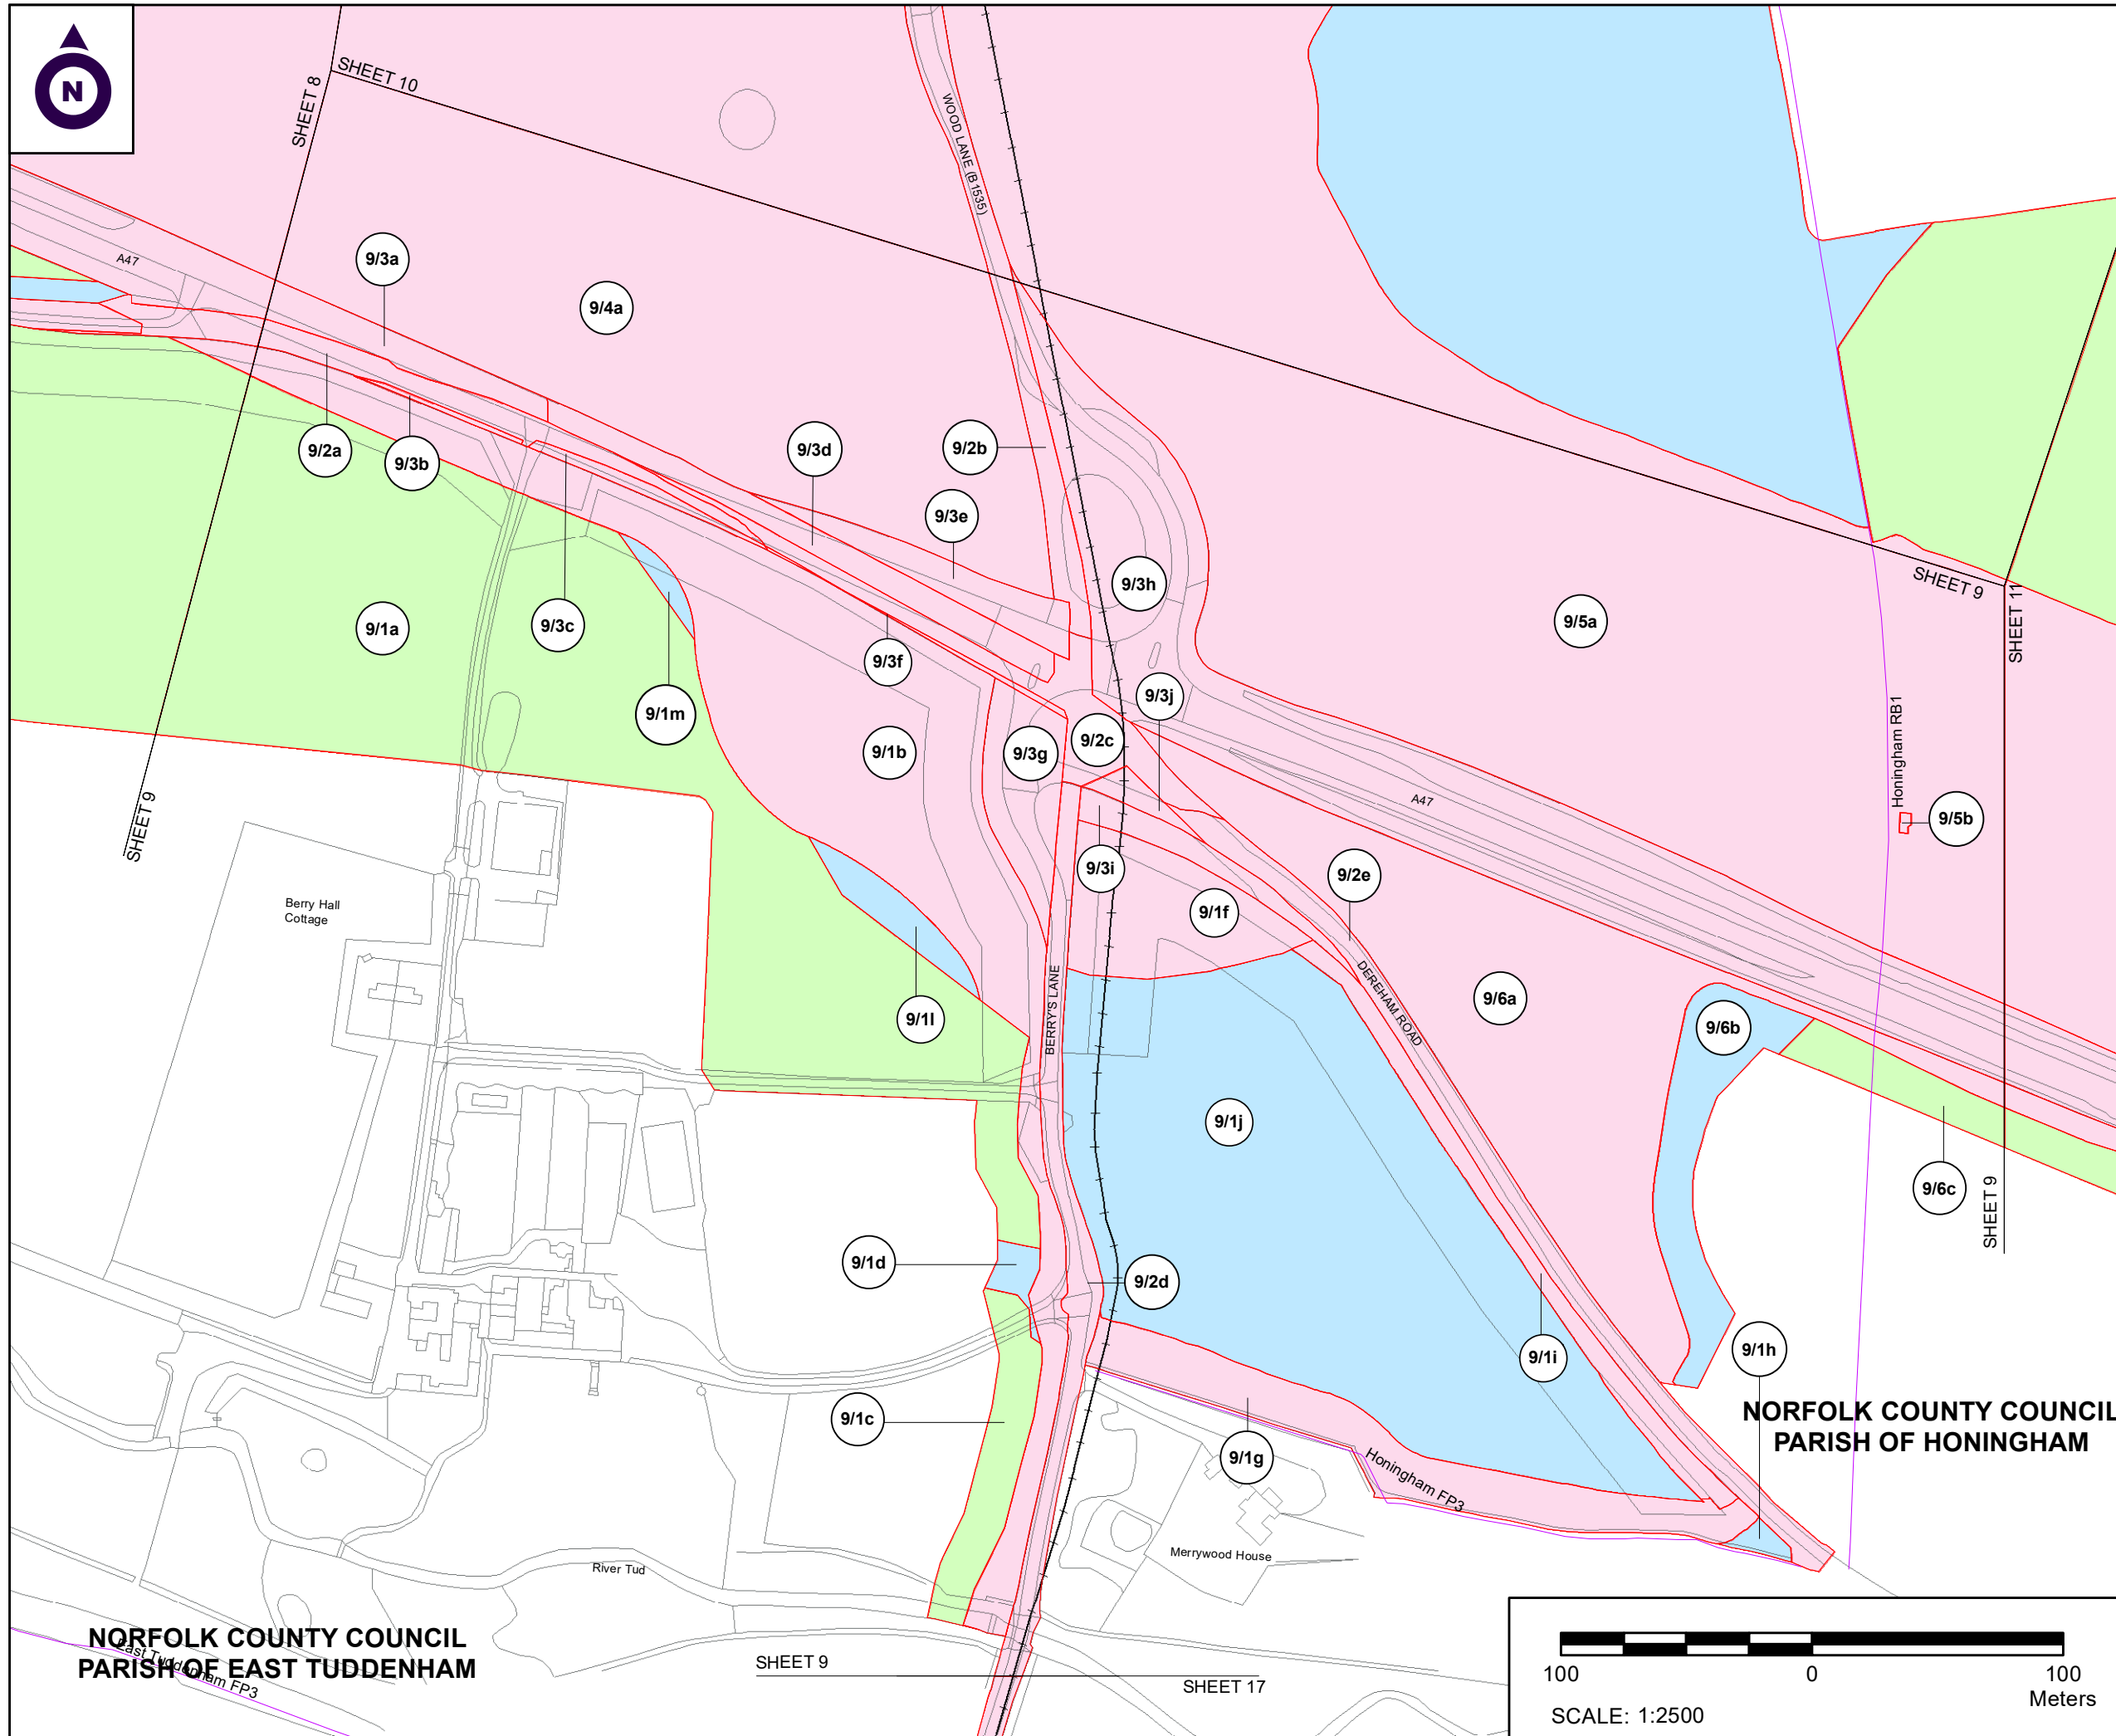 N
SHEET 8
SHEET 10
WOOD LANE (B1535)
A47
9/3a
9/4a
9/2a
9/3b
9/3d
9/2b
9/3e
9/3h
9/5a
SHEET 9
SHEET 11
9/1a
9/3c
9/3f
9/1m
9/3j
9/1b
9/3g
9/2c
A47
Honingham RB1
9/5b
SHEET 9
Berry Hall
Cottage
9/3i
9/2e
9/1f
BERRY'S LANE
DEREHAM ROAD
9/6a
9/6b
9/1l
9/1j
9/6c
SHEET 9
9/1d
9/2d
9/1i
9/1h
9/1c
9/1g
Honingham FP3
NORFOLK COUNTY COUNCIL
PARISH OF HONINGHAM
Merrywood House
River Tud
NORFOLK COUNTY COUNCIL
PARISH OF EAST TUDDENHAM
East Tuddenham FP3
SHEET 9
SHEET 17
100 0 100
Meters
SCALE: 1:2500